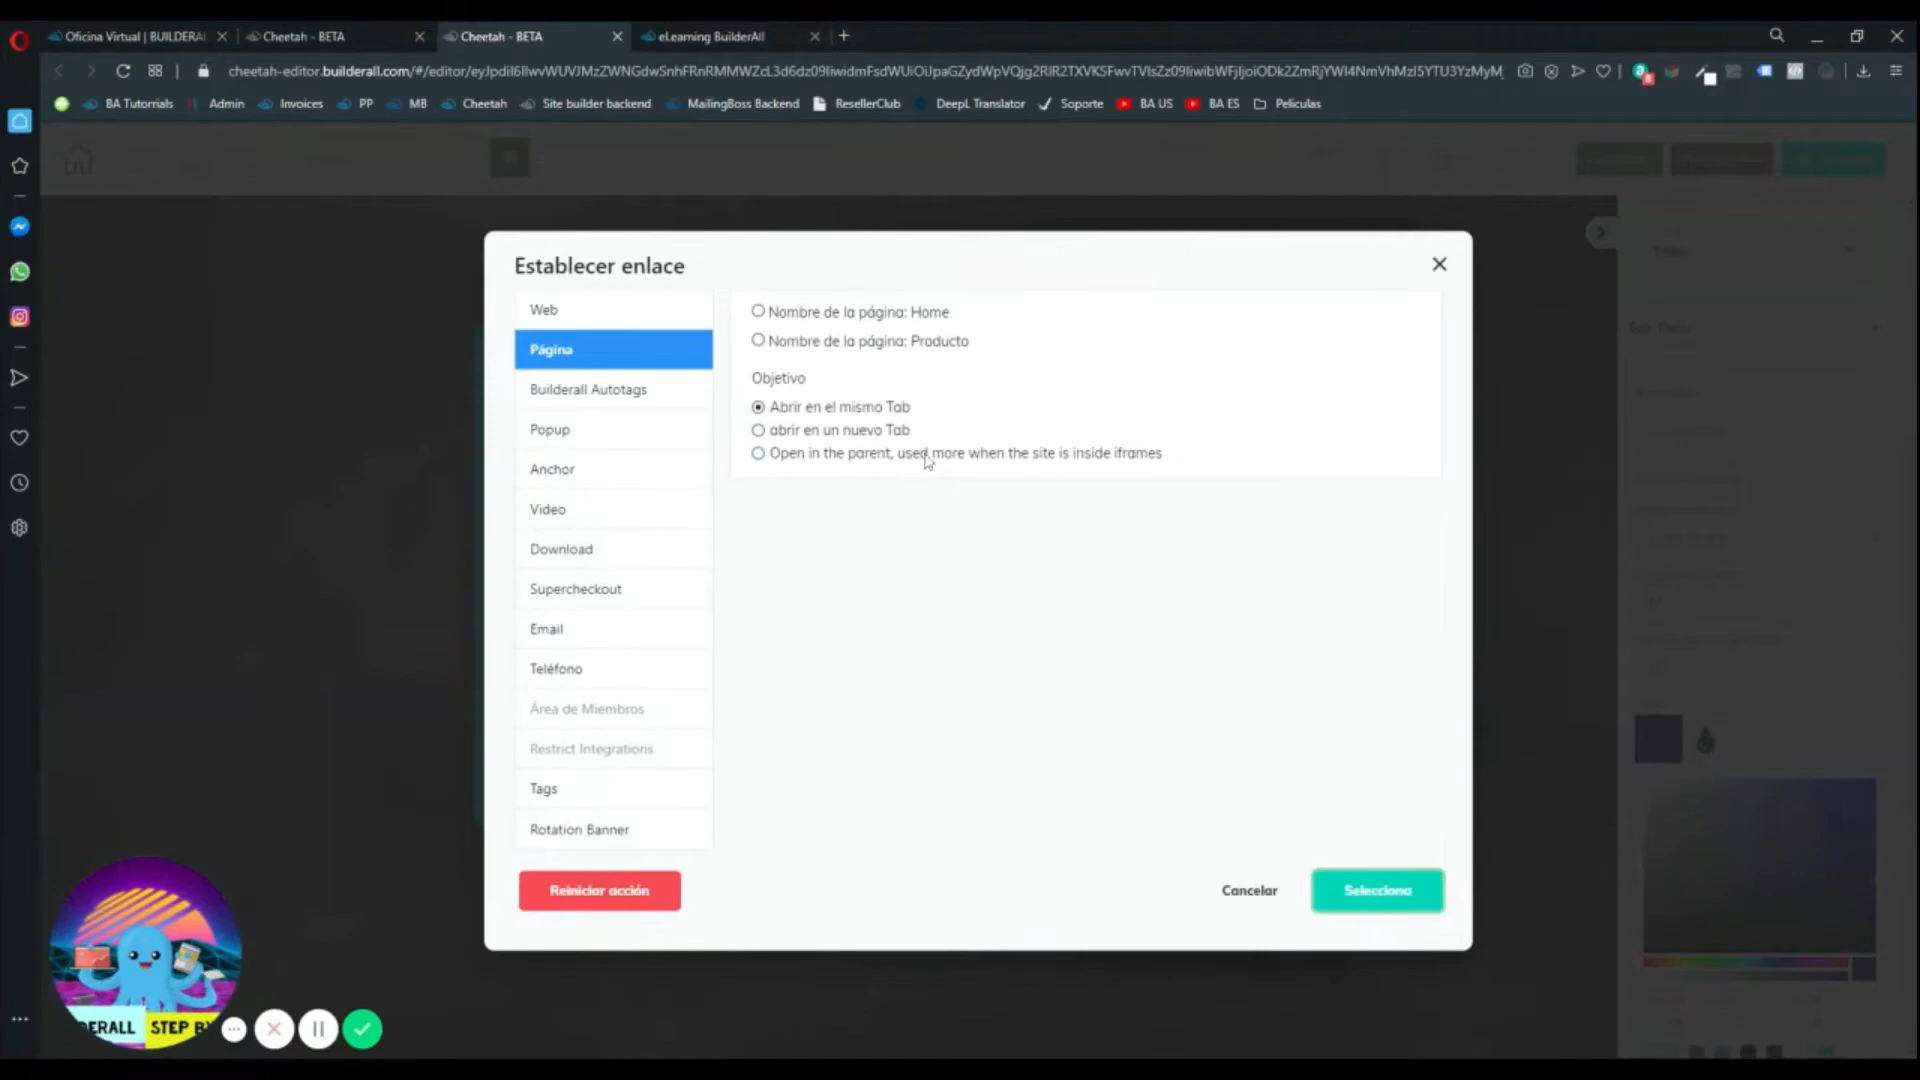 Oficina Virtual | BUILDERA
Cheetah - BETA
Cheetah - BETA
eLearning BuilderAll
cheetah-editor.builderall.com/#/editor/
BA Tutorrials
Admin
Invoices
PP
MB
Cheetah
Site builder backend
MailingBoss Backend
ResellerClub
DeepL Translator
Soporte
BA US
BA ES
Peliculas
Establecer enlace
Web
Página
Builderall Autotags
Popup
Anchor
Video
Download
Supercheckout
Email
Teléfono
Área de Miembros
Restrict Integrations
Tags
Rotation Banner
Nombre de la página: Home
Nombre de la página: Producto
Objetivo
Abrir en el mismo Tab
abrir en un nuevo Tab
Open in the parent, used more when the site is inside iframes
Reiniciar acción
Cancelar
Selecciona
DERALL STEP BY